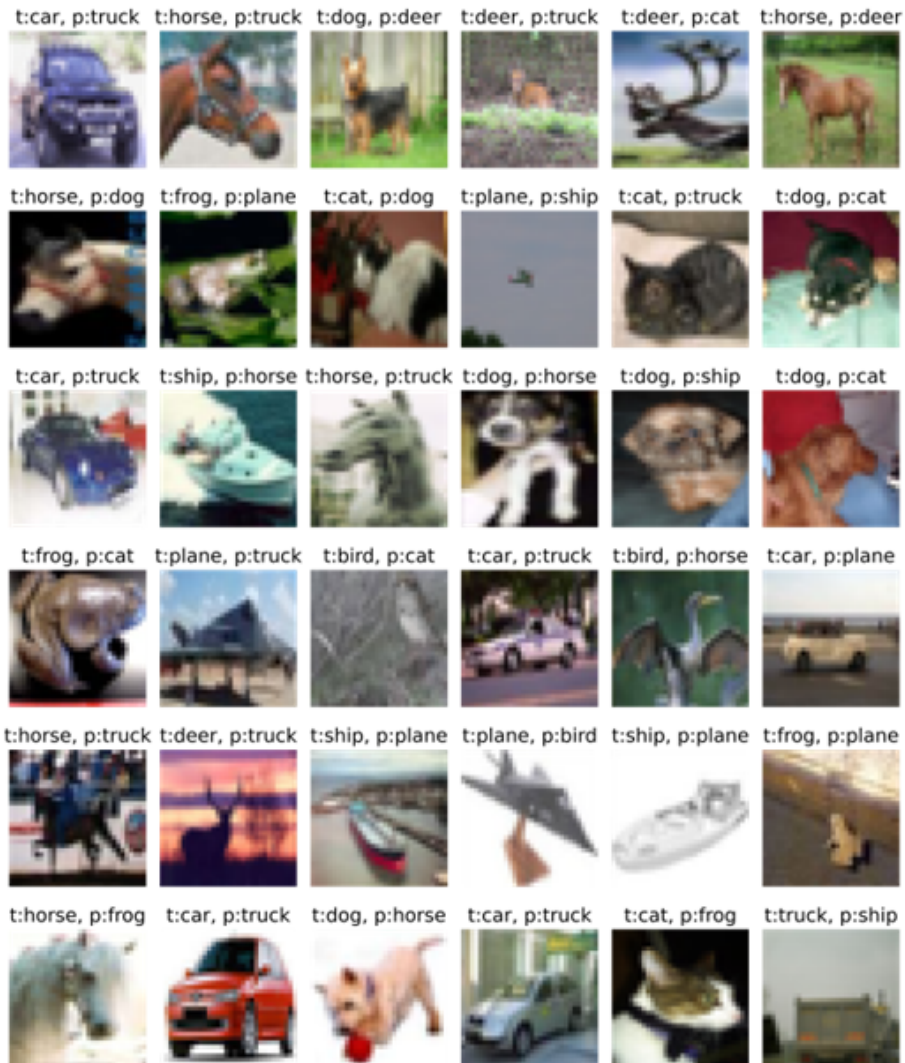 t:car, p:truck t:horse, p:truck t:dog, p:deer t:deer, p:truck t:deer, p:cat t:horse, p:deer
t:horse, p:dog t:frog, p:plane t:cat, p:dog t:plane, p:ship t:cat, p:truck t:dog, p:cat
t:car, p:truck t:ship, p:horse t:horse, p:truck t:dog, p:horse t:dog, p:ship t:dog, p:cat
t:frog, p:cat t:plane, p:truck t:bird, p:cat t:car, p:truck t:bird, p:horse t:car, p:plane
t:horse, p:truck t:deer, p:truck t:ship, p:plane t:plane, p:bird t:ship, p:plane t:frog, p:plane
t:horse, p:frog t:car, p:truck t:dog, p:horse t:car, p:truck t:cat, p:frog t:truck, p:ship